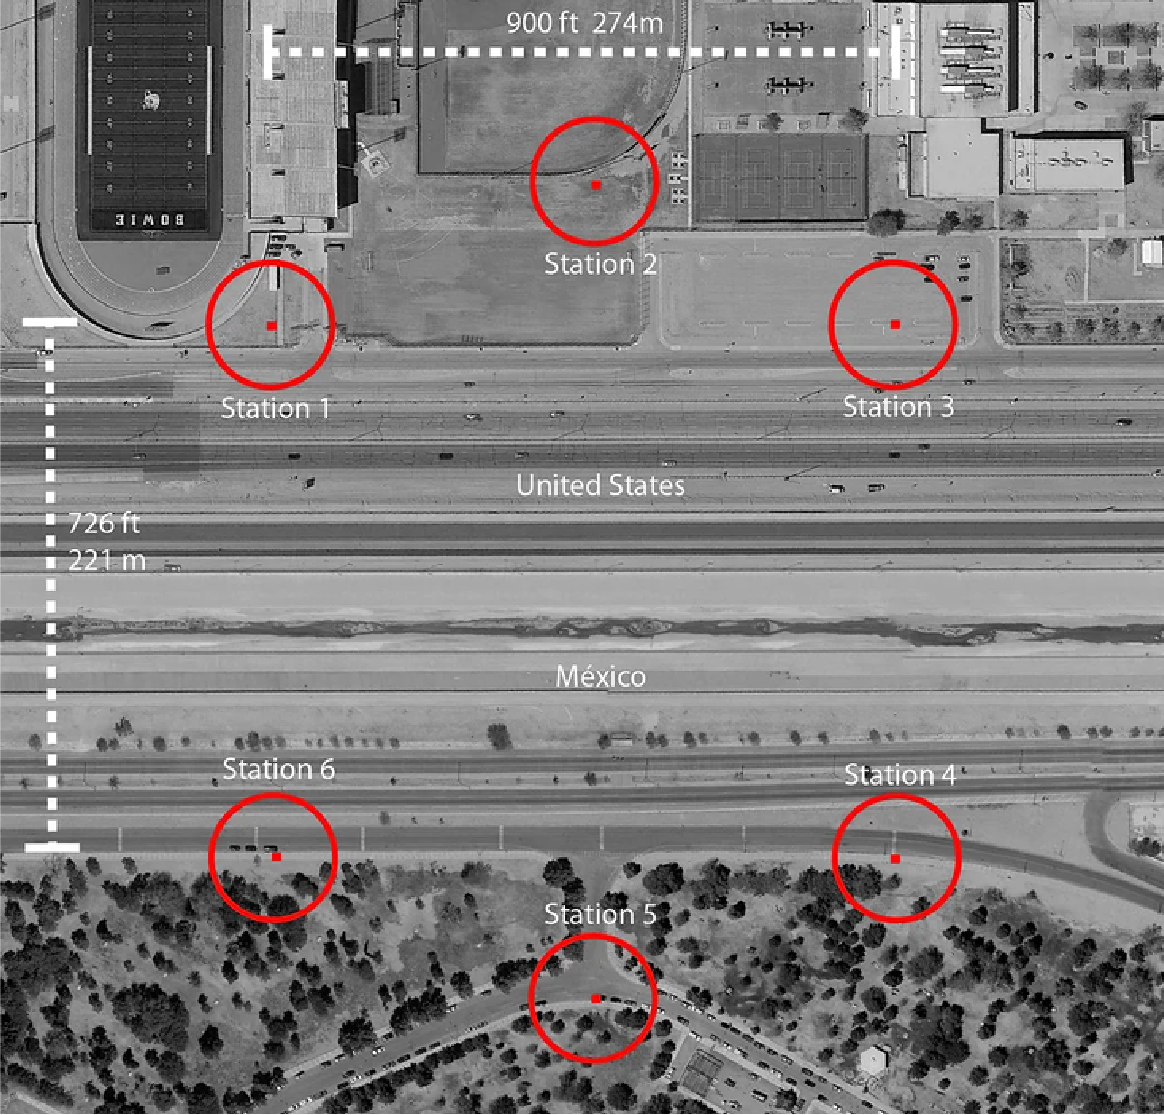 900 ft 274m
BOWIE
Station 2
Station 1
Station 3
United States
726 ft
221 m
México
Station 6
Station 4
Station 5